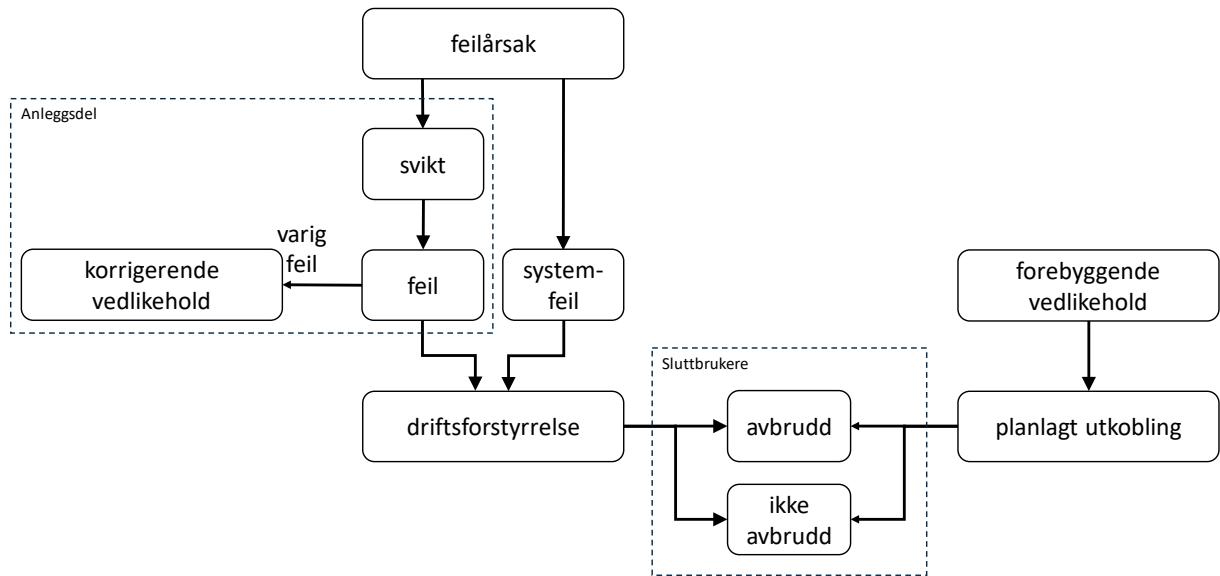 feilårsak
Anleggsdel
svikt
varig
feil
korrigerende
vedlikehold
feil
system-
feil
forebyggende
vedlikehold
Sluttbrukere
driftsforstyrrelse
avbrudd
planlagt utkobling
ikke
avbrudd